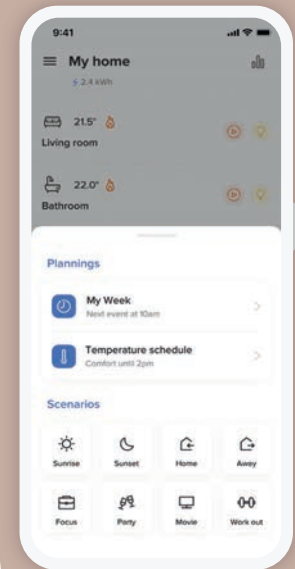 9:41
My home
2.4 kWh
21.5°
Living room
22.0°
Bathroom
Plannings
My Week
Next event at 10am
Temperature schedule
Comfort until 2pm
Scenarios
Sunrise Sunset Home Away
Focus Party Movie Work out